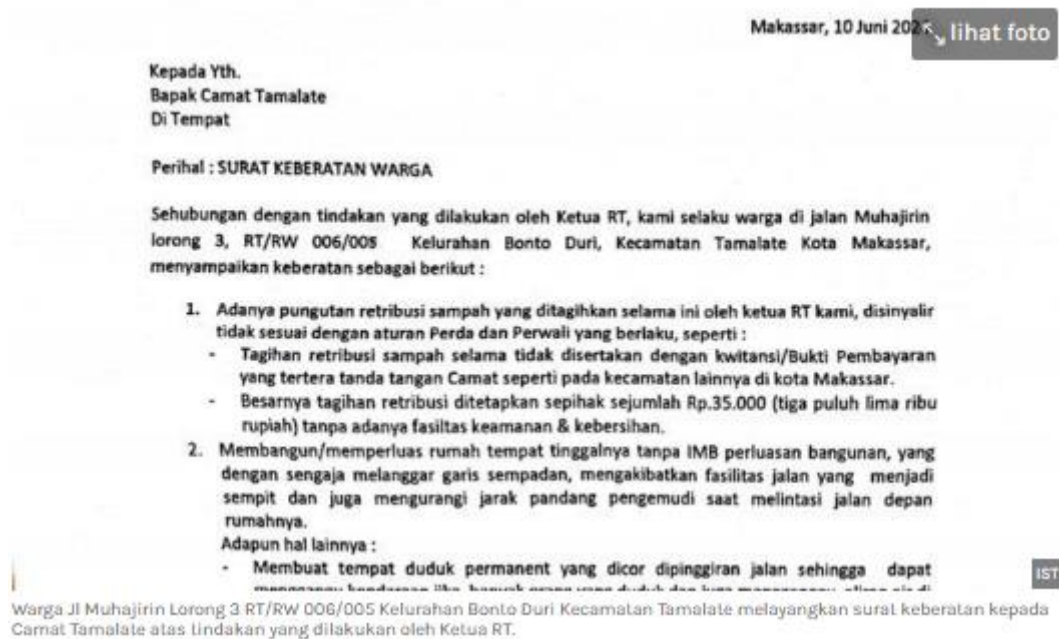 Makassar, 10 Juni 202
lihat foto
Kepada Yth.
Bapak Camat Tamalate
Di Tempat
Perihal : SURAT KEBERATAN WARGA
Sehubungan dengan tindakan yang dilakukan oleh Ketua RT, kami selaku warga di jalan Muhajirin
lorong 3, RT/RW 006/005 Kelurahan Bonto Duri, Kecamatan Tamalate Kota Makassar,
menyampaikan keberatan sebagai berikut :
1. Adanya pungutan retribusi sampah yang ditagihkan selama ini oleh ketua RT kami, disinyalir
tidak sesuai dengan aturan Perda dan Perwali yang berlaku, seperti :
- Tagihan retribusi sampah selama tidak disertakan dengan kwitansi/Bukti Pembayaran
yang tertera tanda tangan Camat seperti pada kecamatan lainnya di kota Makassar.
- Besarnya tagihan retribusi ditetapkan sepihak sejumlah Rp.35.000 (tiga puluh lima ribu
rupiah) tanpa adanya fasiltas keamanan & kebersihan.
2. Membangun/memperluas rumah tempat tinggalnya tanpa IMB perluasan bangunan, yang
dengan sengaja melanggar garis sempadan, mengakibatkan fasilitas jalan yang menjadi
sempit dan juga mengurangi jarak pandang pengemudi saat melintasi jalan depan
rumahnya.
Adapun hal lainnya :
- Membuat tempat duduk permanent yang dicor dipinggiran jalan sehingga dapat
IST
Warga Jl Muhajirin Lorong 3 RT/RW 006/005 Kelurahan Bonto Duri Kecamatan Tamalate melayangkan surat keberatan kepada
Camat Tamalate atas tindakan yang dilakukan oleh Ketua RT.